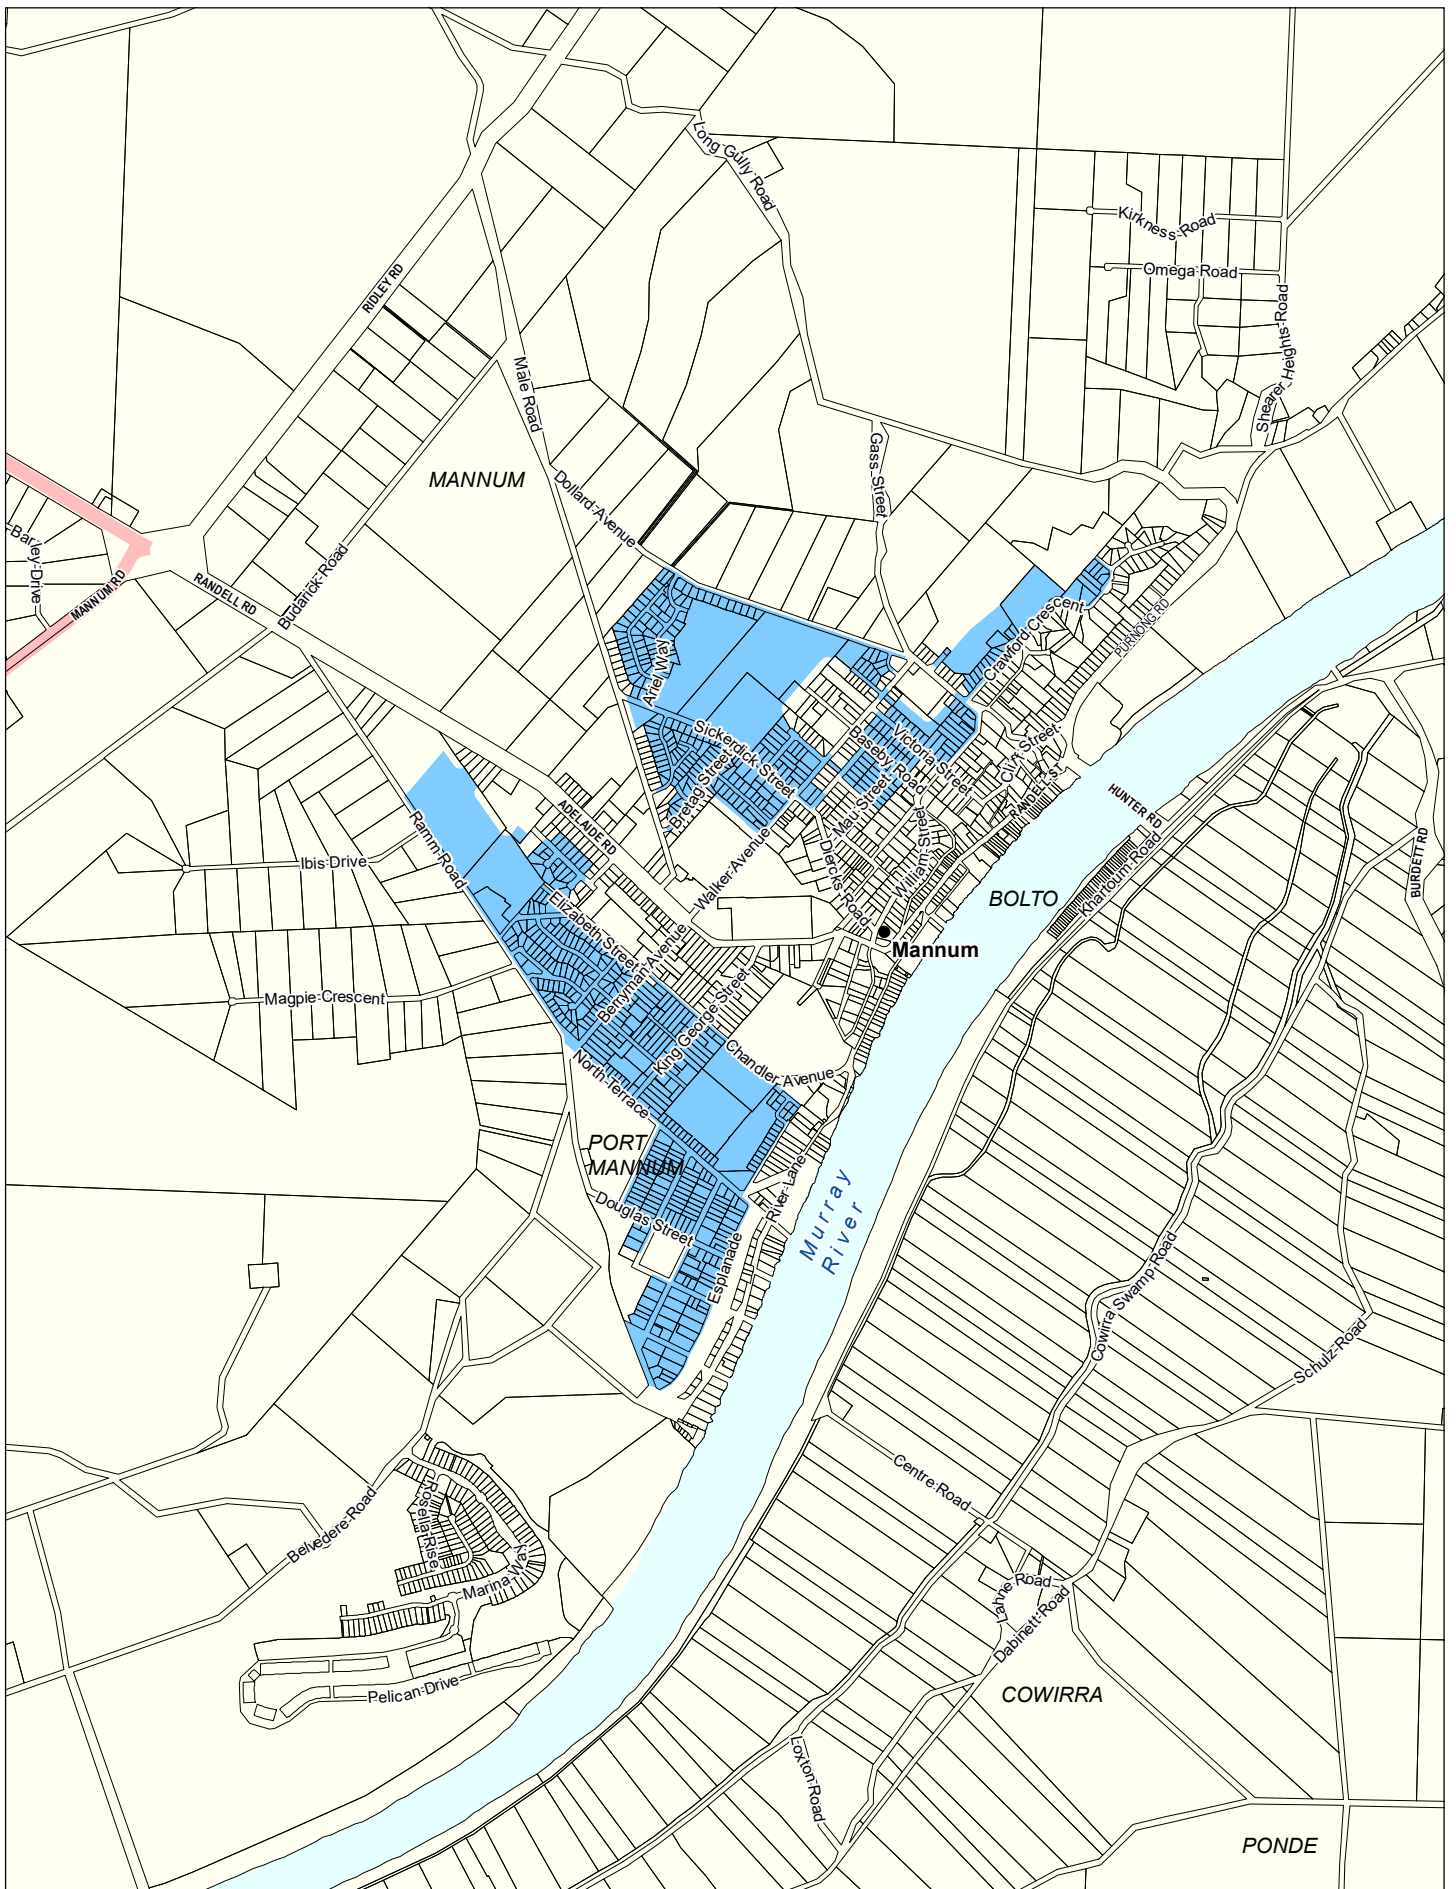 Long Gully Road
Kirkness Road
Omega Road
RIDLEY RD
Shearer Heights Road
Male Road
Gass Street
MANNUM
Dollard Avenue
Barley Drive
MANNUM RD
RANDELL RD
Budarick Road
Crawford Crescent
PURNONG RD
Ariel Way
Sickerdick Street
Bretag Street
Baseby Road
Victoria Street
Clivt Street
RANDELL ST
HUNTER RD
ADELAIDE RD
Mau Street
Ramm Road
Ibis Drive
Walker Avenue
Diercks Road
William Street
BURDETT RD
Khartoum Road
BOLTO
Elizabeth Street
Berryman Avenue
Mannum
Magpie Crescent
King George Street
Chandler Avenue
North Terrace
PORT
MANNUM
River Lane
Murray
River
Douglas Street
Esplanade
Cowirra Swamp Road
Schulz Road
Centre Road
Belvedere Road
Rosella Rise
Marina Way
Lahne Road
Dabinett Road
Pelican Drive
COWIRRA
Loxton Road
PONDE